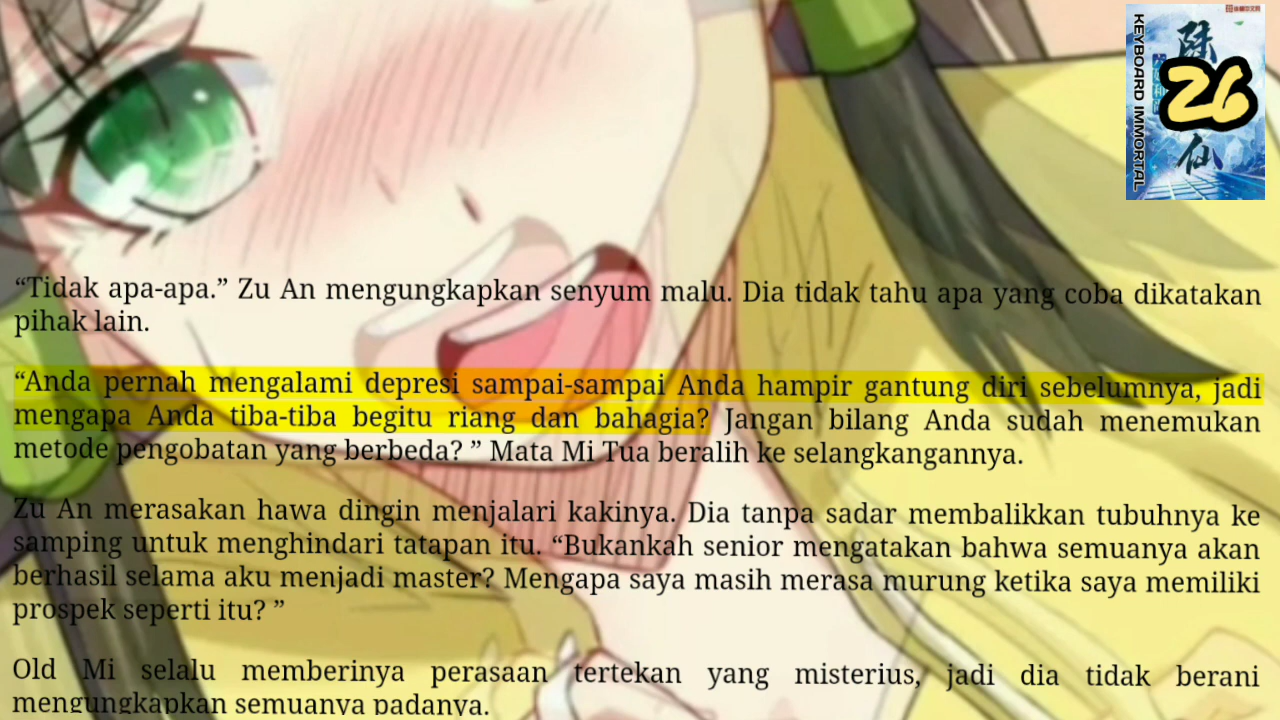 陆
仙
KEYBOARD IMMORTAL
26
“Tidak apa-apa.” Zu An mengungkapkan senyum malu. Dia tidak tahu apa yang coba dikatakan
pihak lain.
“Anda pernah mengalami depresi sampai-sampai Anda hampir gantung diri sebelumnya, jadi
mengapa Anda tiba-tiba begitu riang dan bahagia? Jangan bilang Anda sudah menemukan
metode pengobatan yang berbeda? ” Mata Mi Tua beralih ke selangkangannya.
Zu An merasakan hawa dingin menjalari kakinya. Dia tanpa sadar membalikkan tubuhnya ke
samping untuk menghindari tatapan itu. “Bukankah senior mengatakan bahwa semuanya akan
berhasil selama aku menjadi master? Mengapa saya masih merasa murung ketika saya memiliki
prospek seperti itu? ”
Old Mi selalu memberinya perasaan tertekan yang misterius, jadi dia tidak berani
mengungkapkan semuanya padanya.